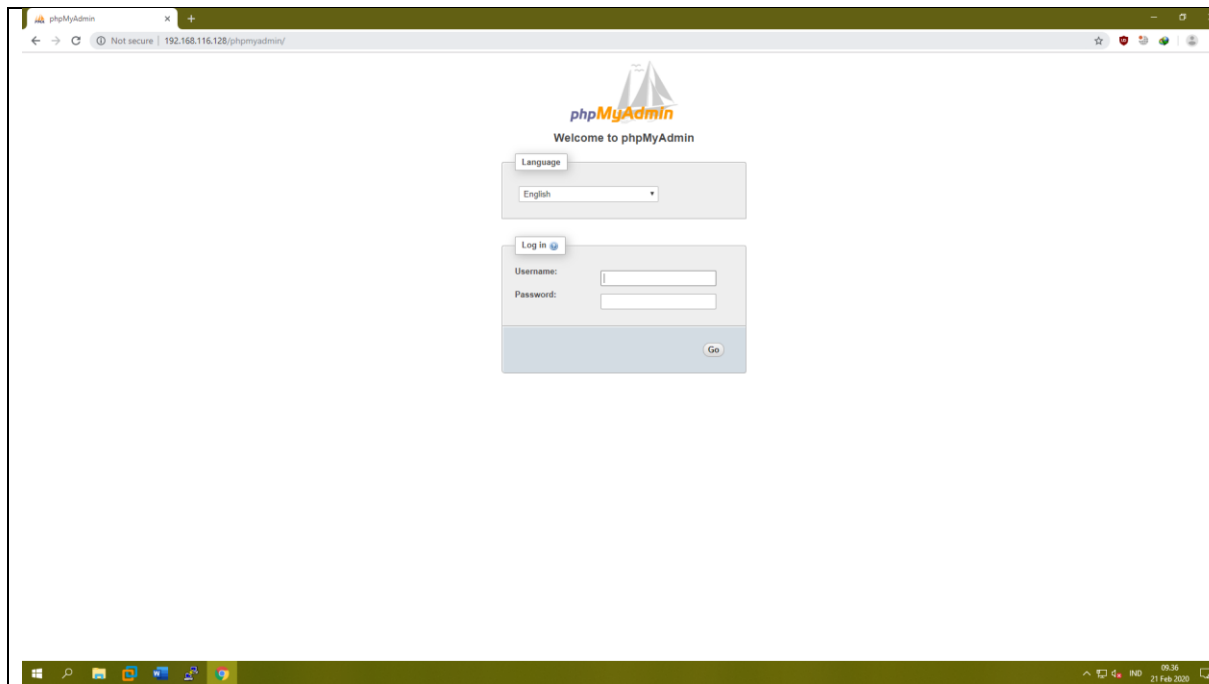 phpMyAdmin
Not secure | 192.168.116.128/phpmyadmin/
phpMyAdmin
Welcome to phpMyAdmin
Language
English
Log in
Username:
Password:
Go
IND
09.36
21 Feb 2020